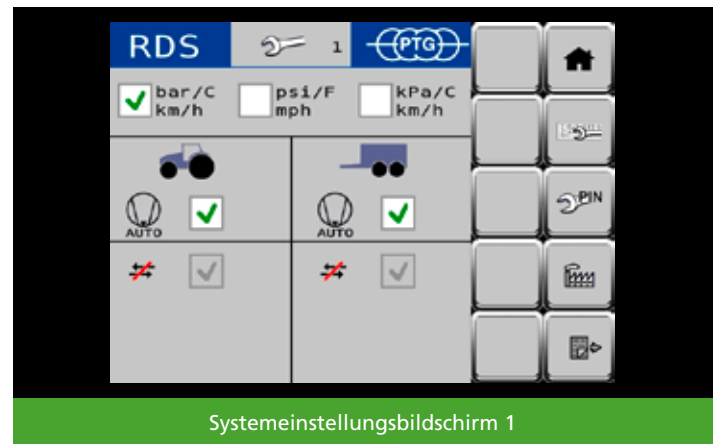 RDS 1 PTG
bar/C psi/F kPa/C
km/h mph km/h
AUTO AUTO
PIN
Systemeinstellungsbildschirm 1